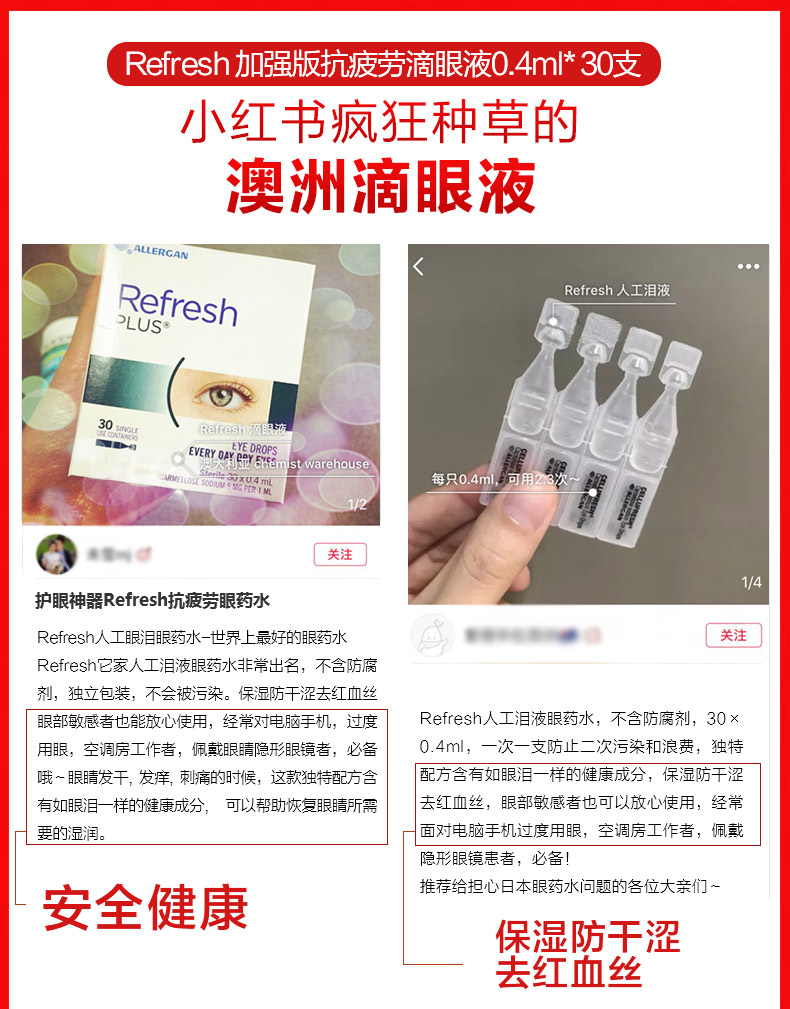 Refresh 加强版抗疲劳滴眼液0.4ml* 30支
小红书疯狂种草的
澳洲滴眼液
ALLERGAN
Refresh
PLUS®
30 SINGLE
USE CONTAINERS
Refresh 滴眼液
EYE DROPS
EVERY DAY DRY EYES
澳大利亚 chemist warehouse
Sterile 30 x 0.4 mL
CARMELLOSE SODIUM 5 MG PER 1 ML
1/2
关注
护眼神器Refresh抗疲劳眼药水
Refresh人工眼泪眼药水-世界上最好的眼药水
Refresh它家人工泪液眼药水非常出名，不含防腐
剂，独立包装，不会被污染。保湿防干涩去红血丝
眼部敏感者也能放心使用，经常对电脑手机，过度
用眼，空调房工作者，佩戴眼睛隐形眼镜者，必备
哦～眼睛发干, 发痒, 刺痛的时候，这款独特配方含
有如眼泪一样的健康成分， 可以帮助恢复眼睛所需
要的湿润。
安全健康
Refresh 人工泪液
每只0.4ml，可用2.3次～
CELLUFRESH
ALLERGAN
CELLUFRESH
ALLERGAN
CELLUFRESH
ALLERGAN
1/4
关注
Refresh人工泪液眼药水，不含防腐剂，30×
0.4ml，一次一支防止二次污染和浪费，独特
配方含有如眼泪一样的健康成分，保湿防干涩
去红血丝，眼部敏感者也可以放心使用，经常
面对电脑手机过度用眼，空调房工作者，佩戴
隐形眼镜患者，必备！
推荐给担心日本眼药水问题的各位大亲们～
保湿防干涩
去红血丝